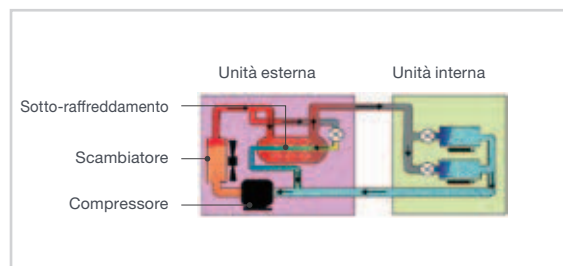 Unità esterna
Unità interna
Sotto-raffreddamento
Scambiatore
Compressore